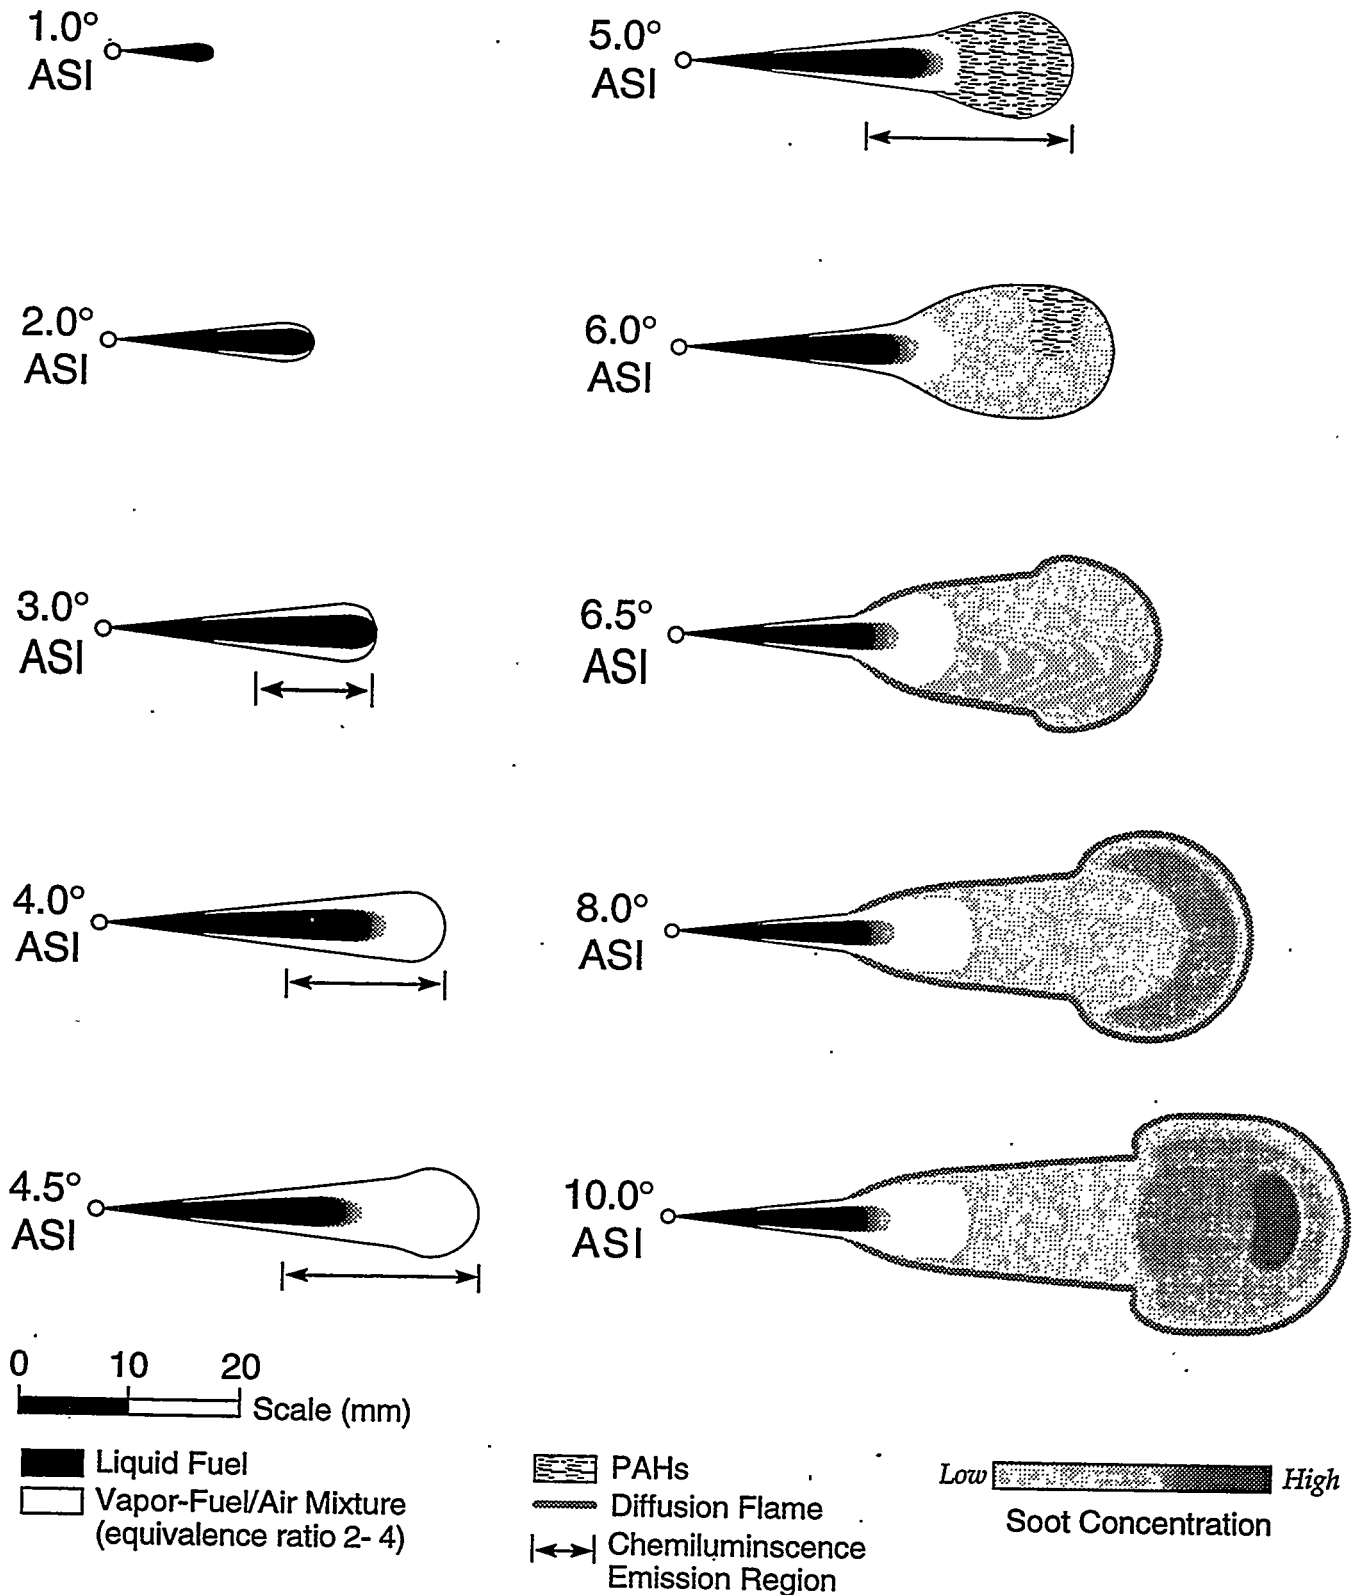 1.0°
ASI
2.0°
ASI
3.0°
ASI
4.0°
ASI
4.5°
ASI
5.0°
ASI
6.0°
ASI
6.5°
ASI
8.0°
ASI
10.0°
ASI
0 10 20
Scale (mm)
Liquid Fuel
Vapor-Fuel/Air Mixture
(equivalence ratio 2- 4)
PAHs
Diffusion Flame
Chemiluminscence
Emission Region
Low High
Soot Concentration